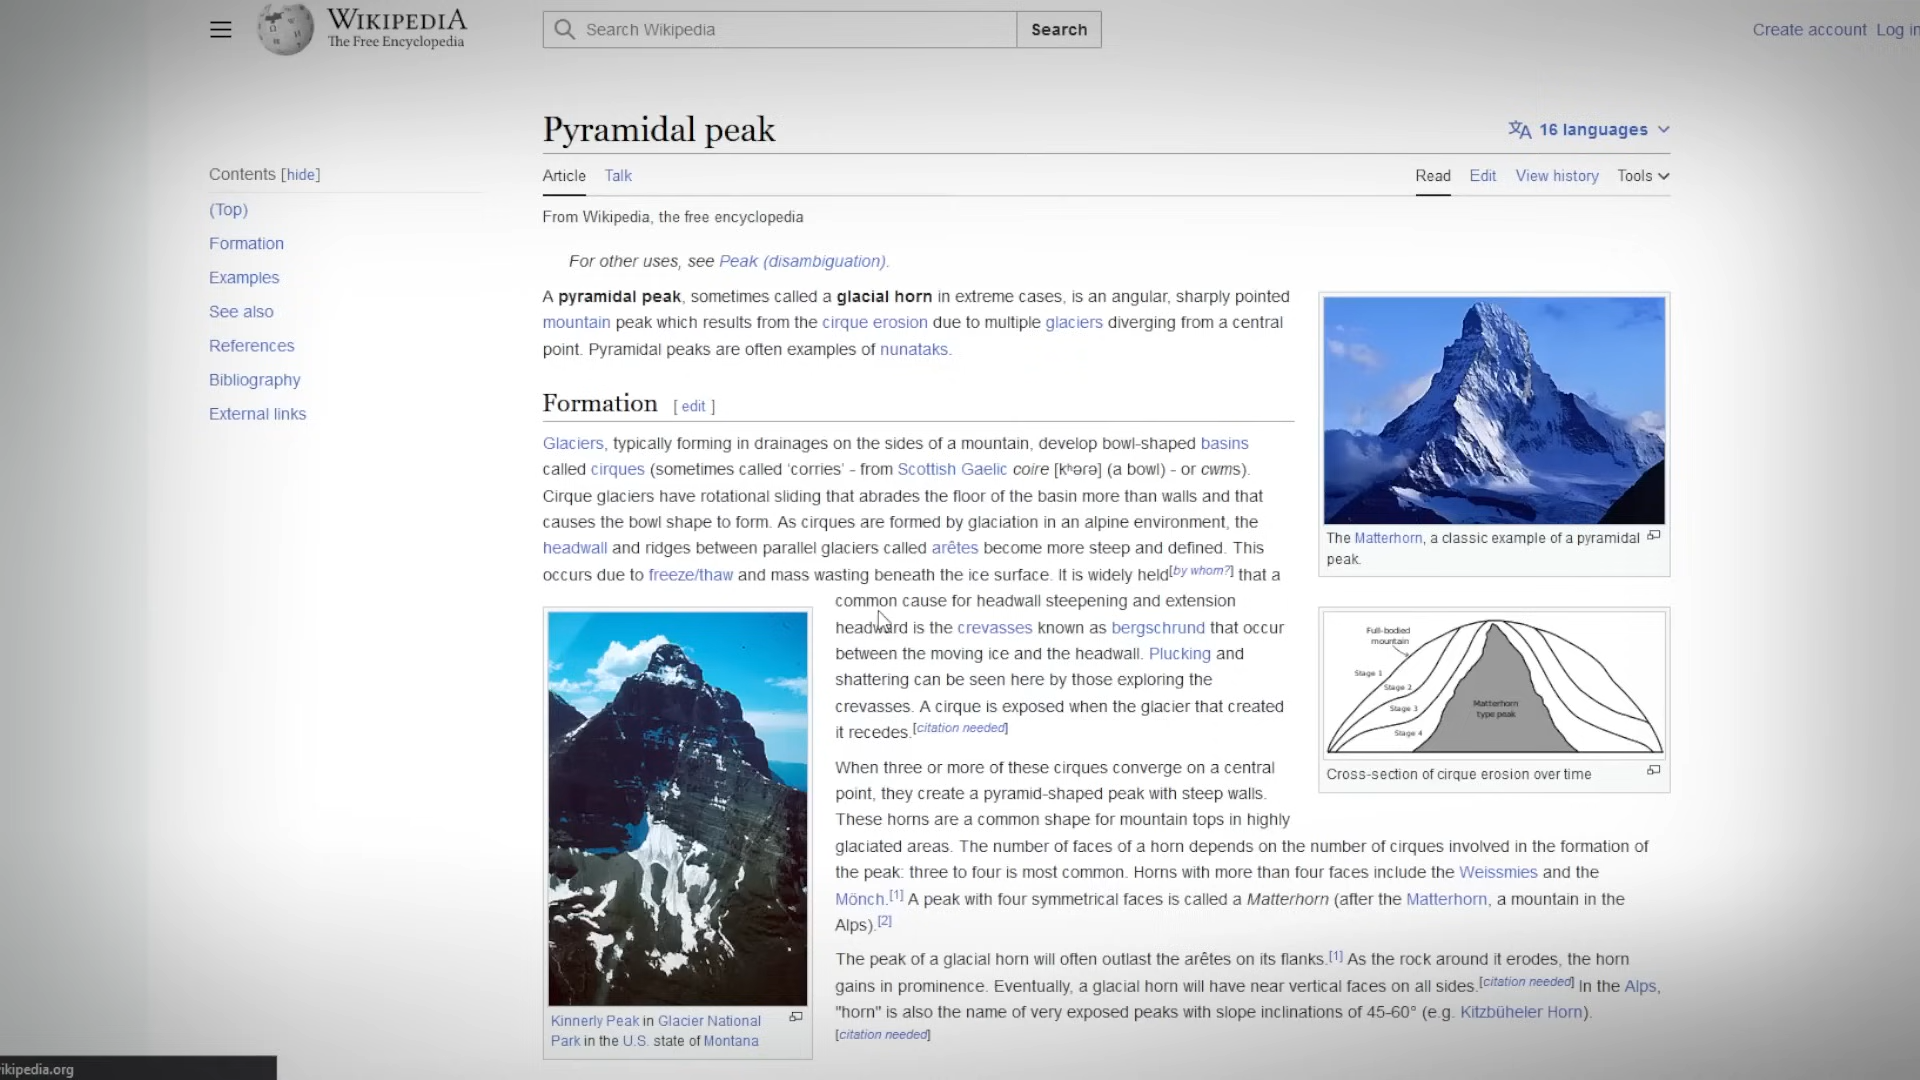 WIKIPEDIA
The Free Encyclopedia
Search Wikipedia
Search
Create account Log in
Pyramidal peak
16 languages
Contents [hide]
(Top)
Formation
Examples
See also
References
Bibliography
External links
Article Talk
Read Edit View history Tools
From Wikipedia, the free encyclopedia
For other uses, see Peak (disambiguation).
A pyramidal peak, sometimes called a glacial horn in extreme cases, is an angular, sharply pointed
mountain peak which results from the cirque erosion due to multiple glaciers diverging from a central
point. Pyramidal peaks are often examples of nunataks.
The Matterhorn, a classic example of a pyramidal
peak.
Formation [ edit ]
Glaciers, typically forming in drainages on the sides of a mountain, develop bowl-shaped basins
called cirques (sometimes called ‘corries’ - from Scottish Gaelic coire [kʰəɾə] (a bowl) - or cwms).
Cirque glaciers have rotational sliding that abrades the floor of the basin more than walls and that
causes the bowl shape to form. As cirques are formed by glaciation in an alpine environment, the
headwall and ridges between parallel glaciers called arêtes become more steep and defined. This
occurs due to freeze/thaw and mass wasting beneath the ice surface. It is widely held[by whom?] that a
common cause for headwall steepening and extension
headward is the crevasses known as bergschrund that occur
between the moving ice and the headwall. Plucking and
shattering can be seen here by those exploring the
crevasses. A cirque is exposed when the glacier that created
it recedes.[citation needed]
Full-bodied
mountain
Stage 1
Stage 2
Stage 3
Stage 4
Matterhorn
type peak
Cross-section of cirque erosion over time
When three or more of these cirques converge on a central
point, they create a pyramid-shaped peak with steep walls.
These horns are a common shape for mountain tops in highly
glaciated areas. The number of faces of a horn depends on the number of cirques involved in the formation of
the peak: three to four is most common. Horns with more than four faces include the Weissmies and the
Mönch.[1] A peak with four symmetrical faces is called a Matterhorn (after the Matterhorn, a mountain in the
Alps).[2]
The peak of a glacial horn will often outlast the arêtes on its flanks.[1] As the rock around it erodes, the horn
gains in prominence. Eventually, a glacial horn will have near vertical faces on all sides.[citation needed] In the Alps,
"horn" is also the name of very exposed peaks with slope inclinations of 45-60° (e.g. Kitzbüheler Horn).
[citation needed]
Kinnerly Peak in Glacier National
Park in the U.S. state of Montana
ikipedia.org